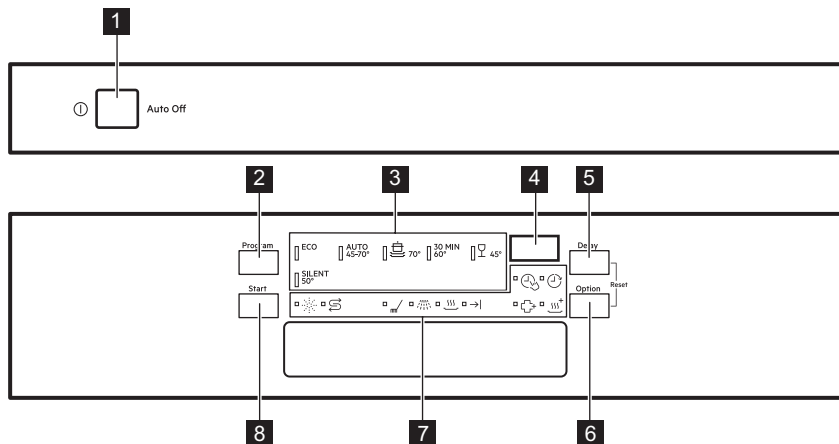 1
Auto Off
2
3
4
5
Program
ECO
AUTO
45-70°
70°
30 MIN
60°
45°
Delay
SILENT
50°
Start
Option
Reset
8
7
6